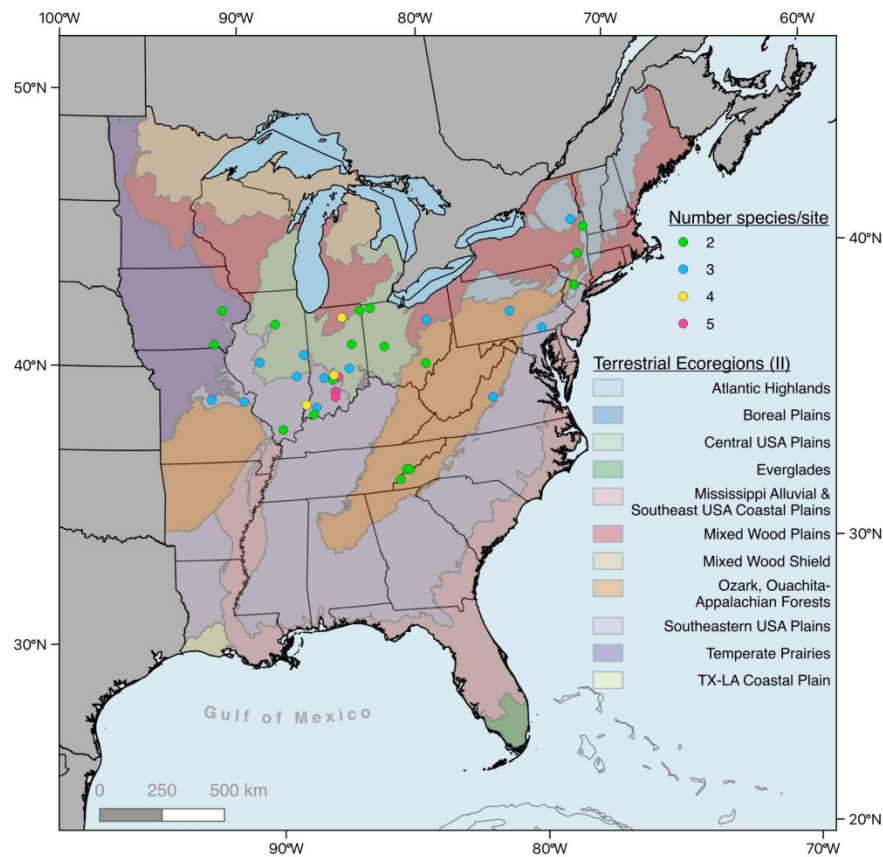 100°W 90°W 80°W 70°W 60°W
50°N
40°N
Number species/site
2
3
4
5
40°N
Terrestrial Ecoregions (II)
Atlantic Highlands
Boreal Plains
Central USA Plains
Everglades
Mississippi Alluvial &
Southeast USA Coastal Plains
Mixed Wood Plains
30°N
Mixed Wood Shield
Ozark, Ouachita-
Appalachian Forests
Southeastern USA Plains
30°N
Temperate Prairies
TX-LA Coastal Plain
Gulf of Mexico
0 250 500 km
20°N
90°W 80°W 70°W